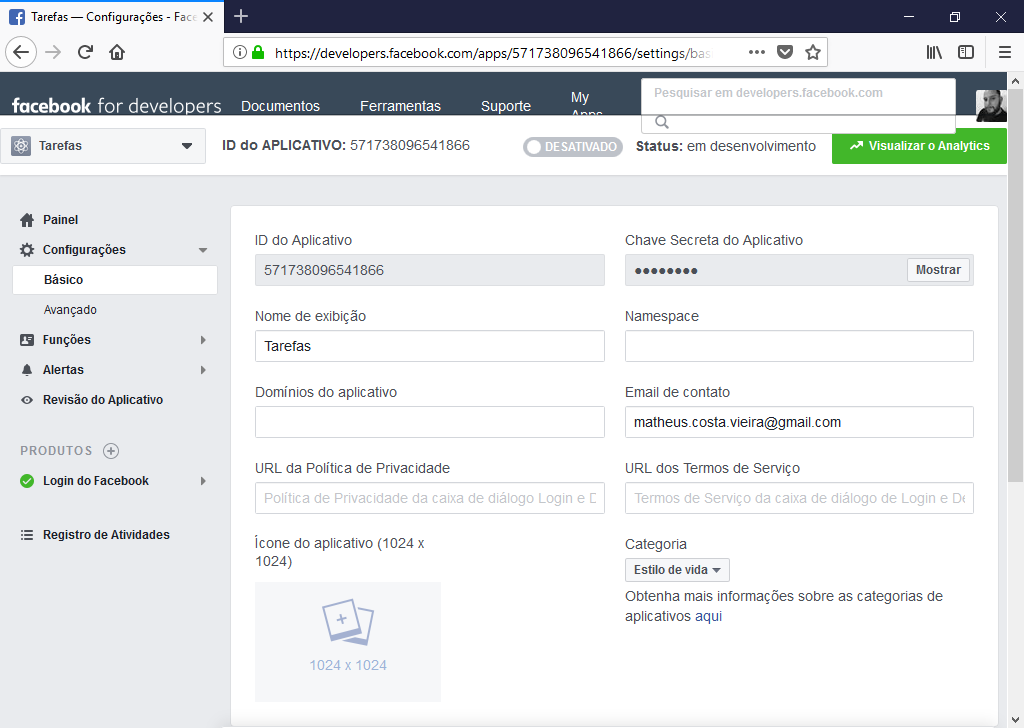 Tarefas — Configurações - Face
https://developers.facebook.com/apps/571738096541866/settings/bas
facebook for developers
Documentos
Ferramentas
Suporte
My Apps
Pesquisar em developers.facebook.com
Tarefas
ID do APLICATIVO: 571738096541866
DESATIVADO
Status: em desenvolvimento
Visualizar o Analytics
Painel
Configurações
Básico
Avançado
Funções
Alertas
Revisão do Aplicativo
PRODUTOS
Login do Facebook
Registro de Atividades
ID do Aplicativo
571738096541866
Chave Secreta do Aplicativo
●●●●●●●●
Mostrar
Nome de exibição
Tarefas
Namespace
Domínios do aplicativo
Email de contato
matheus.costa.vieira@gmail.com
URL da Política de Privacidade
Política de Privacidade da caixa de diálogo Login e D
URL dos Termos de Serviço
Termos de Serviço da caixa de diálogo de Login e De
Ícone do aplicativo (1024 x
1024)
1024 x 1024
Categoria
Estilo de vida
Obtenha mais informações sobre as categorias de
aplicativos aqui